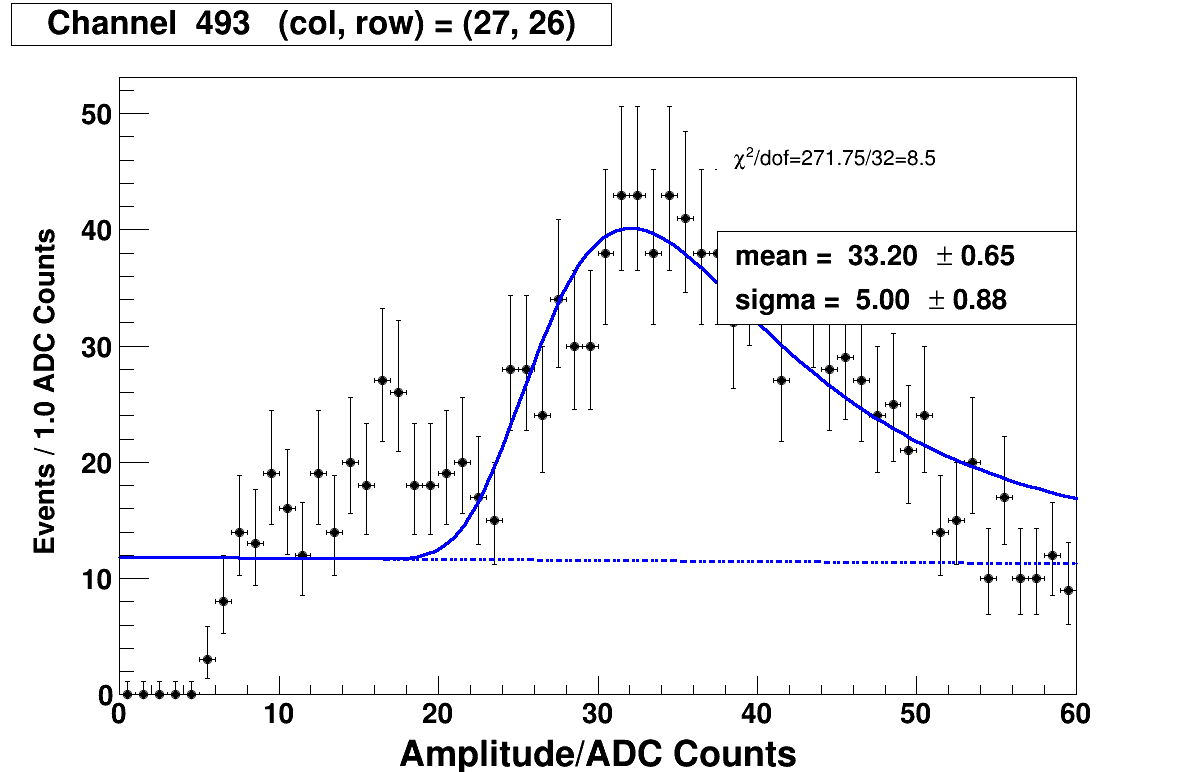 Channel 493 (col, row) = (27, 26)
Events / 1.0 ADC Counts
50
40
30
20
10
0
χ²/dof=271.75/32=8.5
mean = 33.20 ± 0.65
sigma = 5.00 ± 0.88
0 10 20 30 40 50 60
Amplitude/ADC Counts